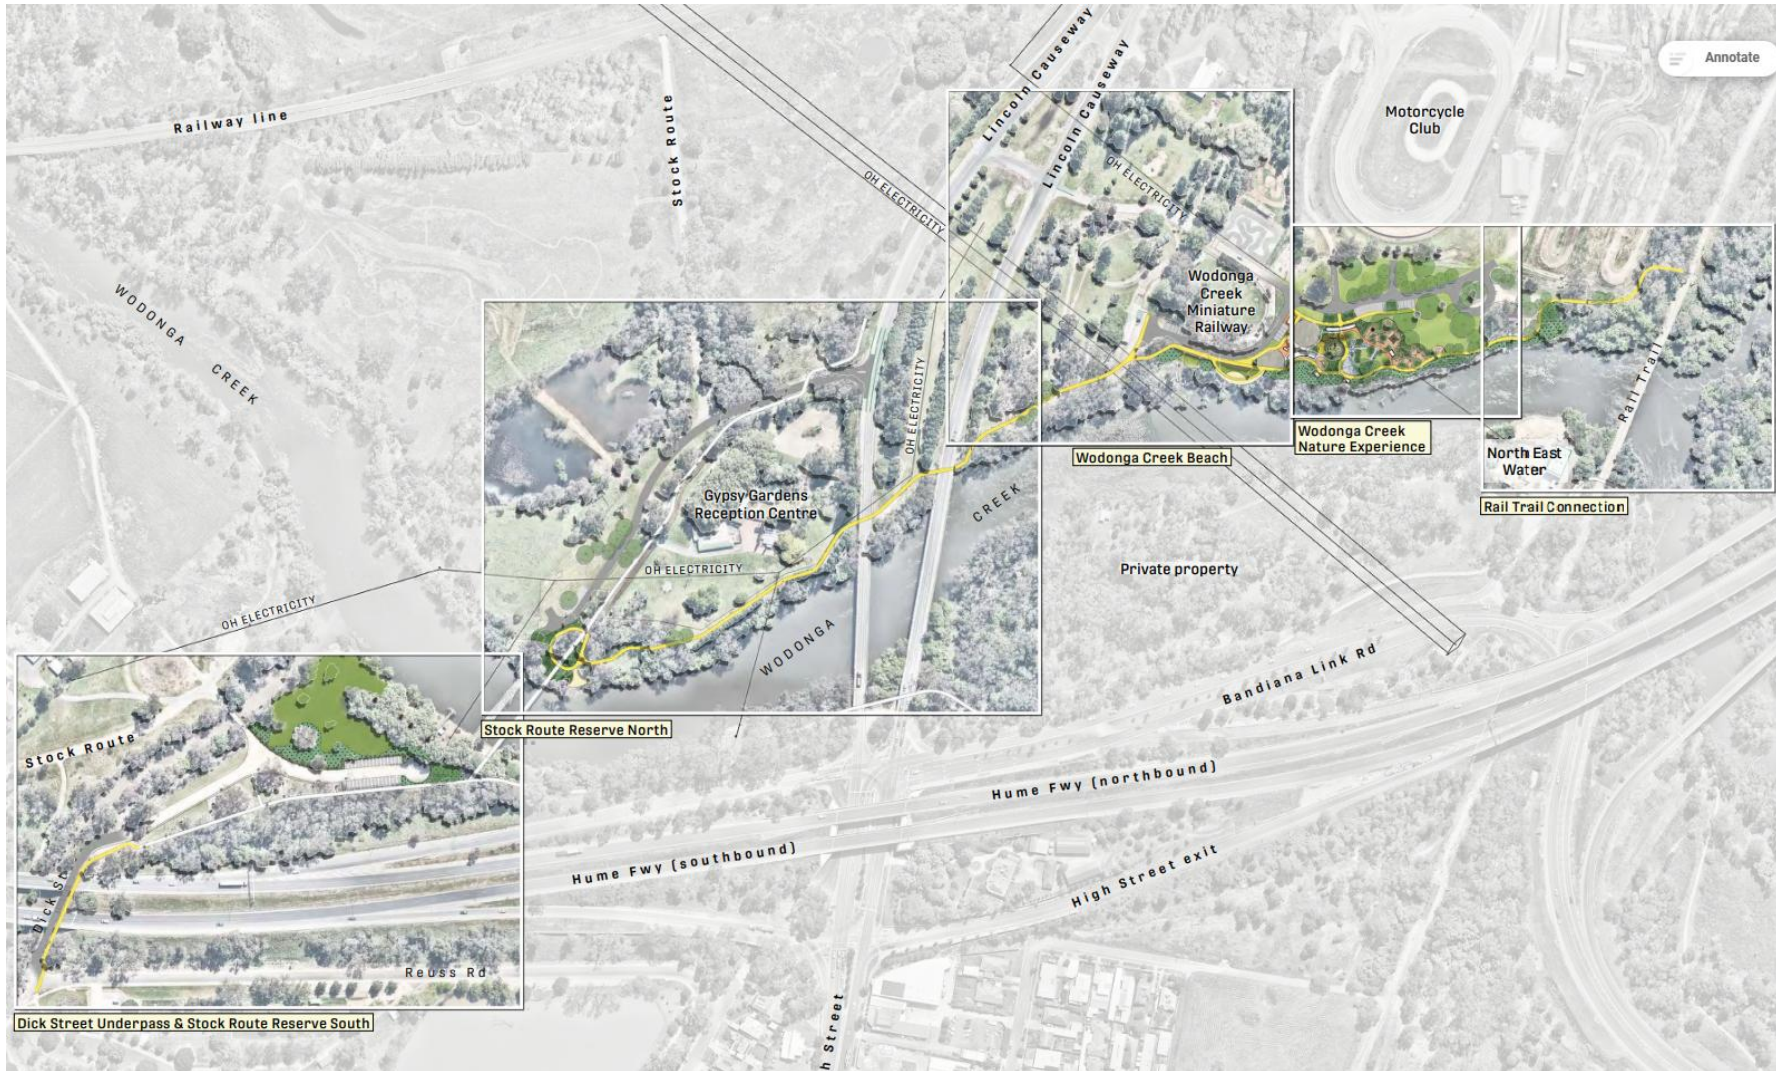 Annotate
Lincoln Causeway
Lincoln Causeway
Railway line
Stock Route
Motorcycle
Club
OH ELECTRICITY
OH ELECTRICITY
WODONGA
CREEK
Wodonga
Creek
Miniature
Railway
Rail Trail
OH ELECTRICITY
Wodonga Creek Beach
Wodonga Creek
Nature Experience
North East
Water
Rail Trail Connection
Gypsy Gardens
Reception Centre
CREEK
WODONGA
OH ELECTRICITY
OH ELECTRICITY
Private property
Bandiana Link Rd
Stock Route Reserve North
Stock Route
Hume Fwy (northbound)
Hume Fwy (southbound)
High Street exit
Dick St
Reuss Rd
Dick Street Underpass & Stock Route Reserve South
h Street